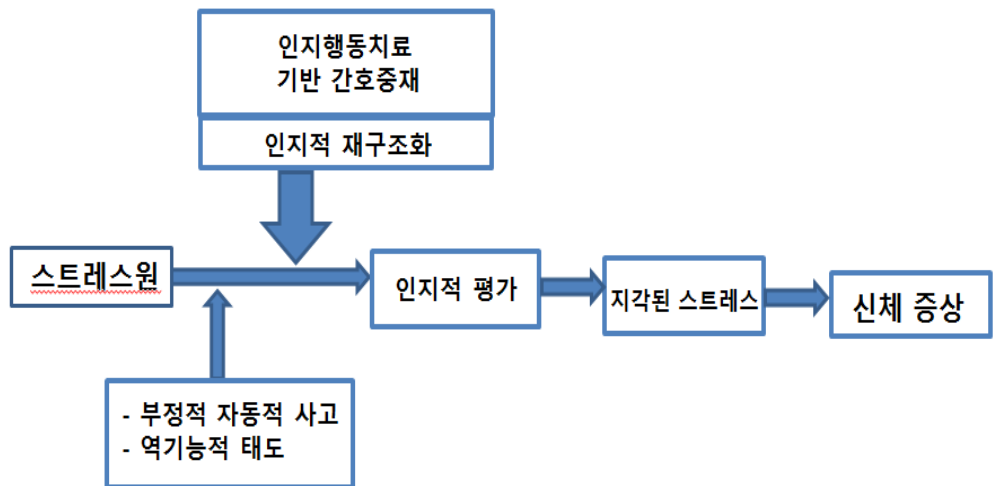 인지행동치료
기반 간호중재
인지적 재구조화
스트레스원
인지적 평가
지각된 스트레스
신체 증상
- 부정적 자동적 사고
- 역기능적 태도